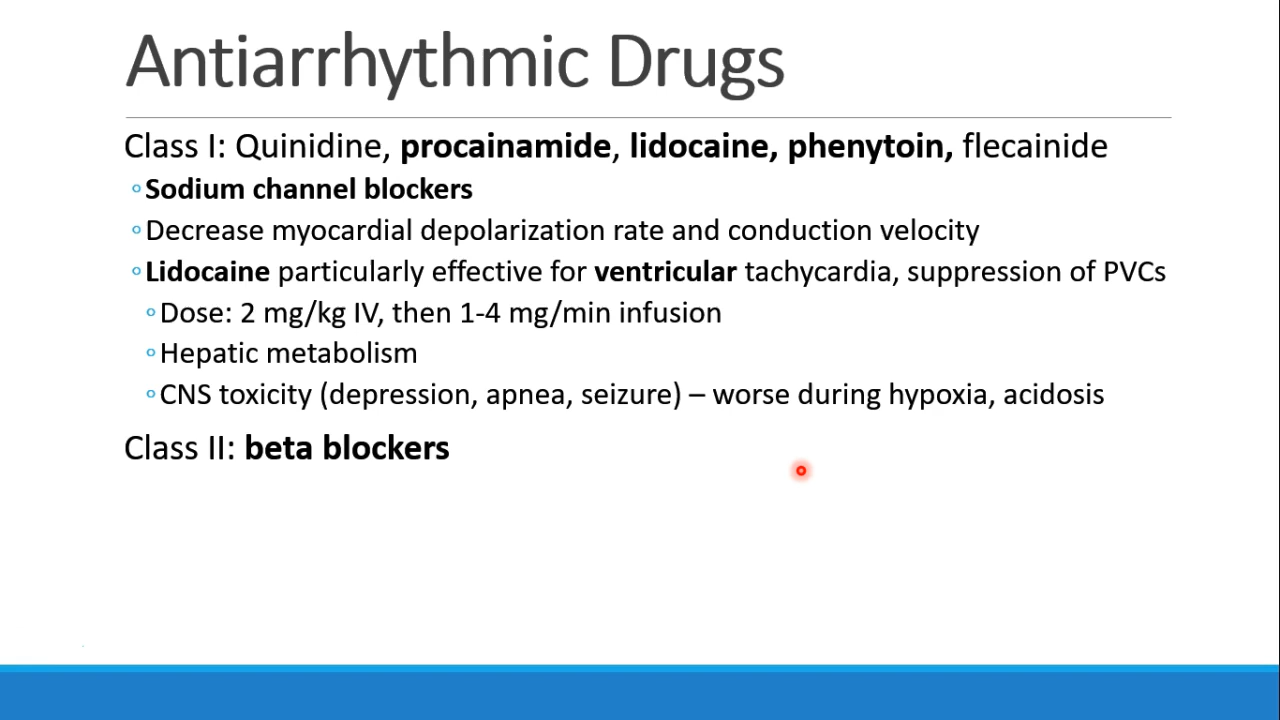 Antiarrhythmic Drugs
Class I: Quinidine, procainamide, lidocaine, phenytoin, flecainide
◦Sodium channel blockers
◦Decrease myocardial depolarization rate and conduction velocity
◦Lidocaine particularly effective for ventricular tachycardia, suppression of PVCs
◦Dose: 2 mg/kg IV, then 1-4 mg/min infusion
◦Hepatic metabolism
◦CNS toxicity (depression, apnea, seizure) – worse during hypoxia, acidosis
Class II: beta blockers